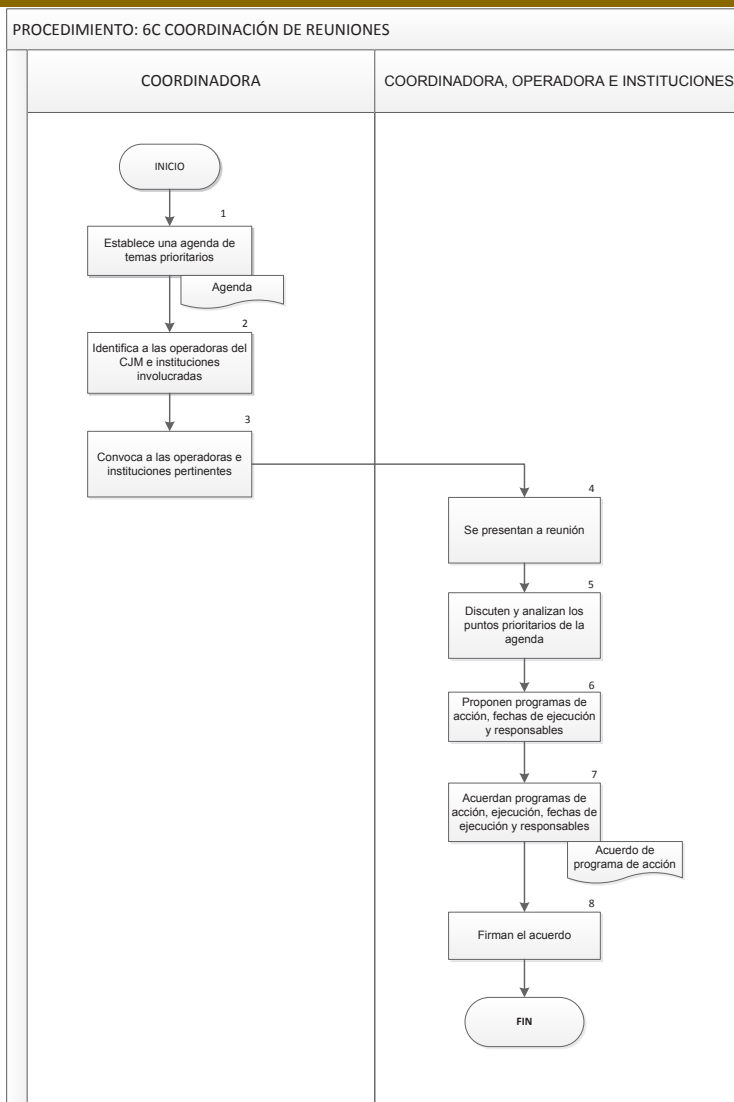 PROCEDIMIENTO: 6C COORDINACIÓN DE REUNIONES
COORDINADORA
COORDINADORA, OPERADORA E INSTITUCIONES
INICIO
1
Establece una agenda de
temas prioritarios
Agenda
2
Identifica a las operadoras del
CJM e instituciones
involucradas
3
Convoca a las operadoras e
instituciones pertinentes
4
Se presentan a reunión
5
Discuten y analizan los
puntos prioritarios de la
agenda
6
Proponen programas de
acción, fechas de ejecución
y responsables
7
Acuerdan programas de
acción, ejecución, fechas de
ejecución y responsables
Acuerdo de
programa de acción
8
Firman el acuerdo
FIN